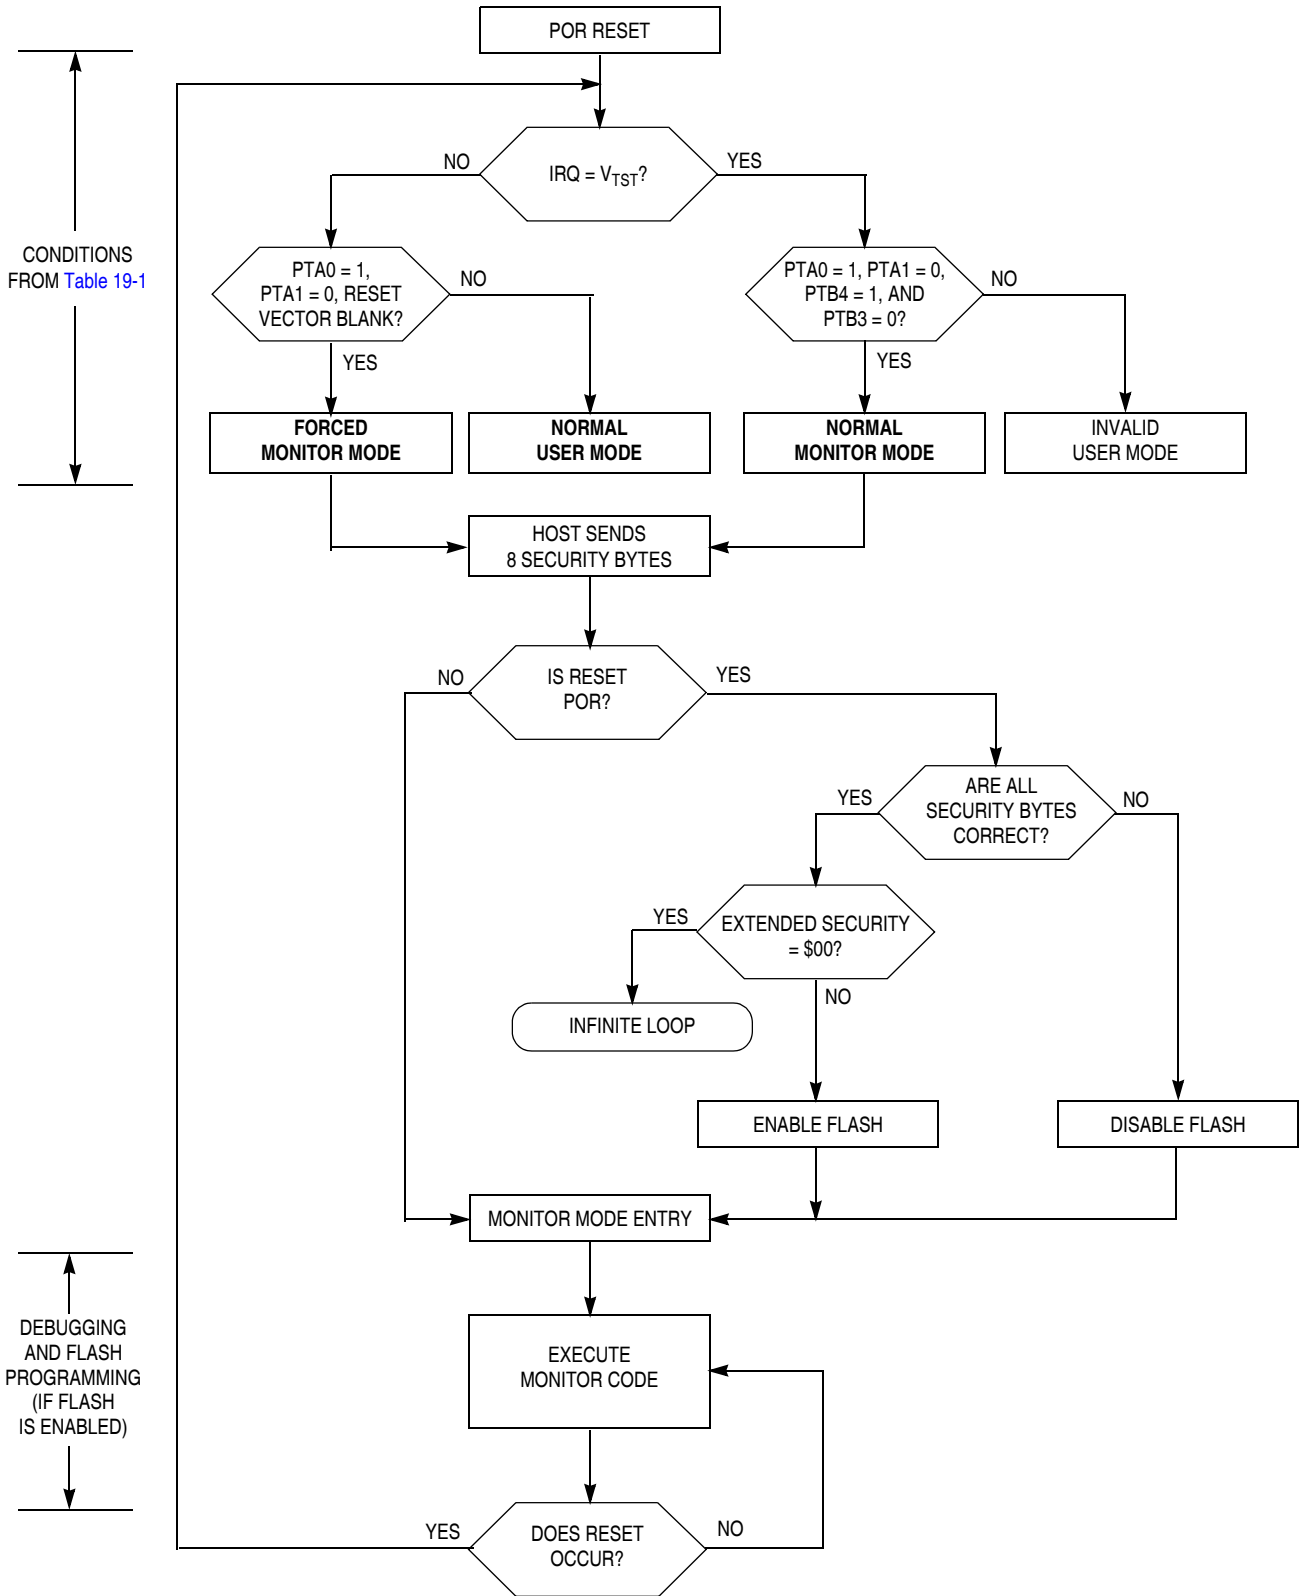 POR RESET
NO
YES
IRQ = VTST?
CONDITIONS
FROM Table 19-1
PTA0 = 1,
PTA1 = 0, RESET
VECTOR BLANK?
NO
YES
PTA0 = 1, PTA1 = 0,
PTB4 = 1, AND
PTB3 = 0?
NO
YES
FORCED
MONITOR MODE
NORMAL
USER MODE
NORMAL
MONITOR MODE
INVALID
USER MODE
HOST SENDS
8 SECURITY BYTES
NO
IS RESET
POR?
YES
YES
ARE ALL
SECURITY BYTES
CORRECT?
NO
YES
EXTENDED SECURITY
= $00?
NO
INFINITE LOOP
ENABLE FLASH
DISABLE FLASH
MONITOR MODE ENTRY
DEBUGGING
AND FLASH
PROGRAMMING
(IF FLASH
IS ENABLED)
EXECUTE
MONITOR CODE
YES
DOES RESET
OCCUR?
NO